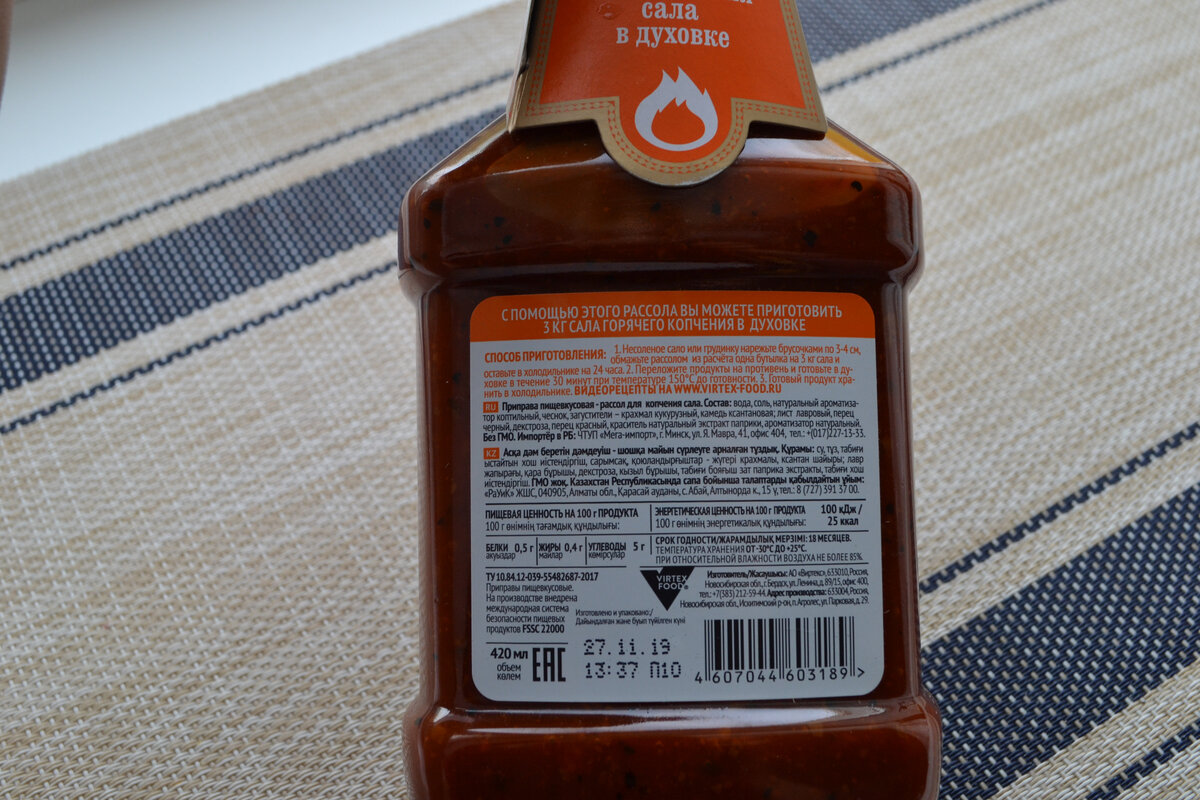 сала
в духовке
С ПОМОЩЬЮ ЭТОГО РАССОЛА ВЫ МОЖЕТЕ ПРИГОТОВИТЬ
3 КГ САЛА ГОРЯЧЕГО КОПЧЕНИЯ В ДУХОВКЕ
СПОСОБ ПРИГОТОВЛЕНИЯ: 1. Несоленое сало или грудинку нарежьте брусочками по 3-4 см,
обмажьте рассолом из расчёта одна бутылка на 3 кг сала и
оставьте в холодильнике на 24 часа. 2. Переложите продукты на противень и готовьте в ду-
ховке в течение 30 минут при температуре 150°С до готовности. 3. Готовый продукт хра-
нить в холодильнике. ВИДЕОРЕЦЕПТЫ НА WWW.VIRTEX-FOOD.RU
RU Приправа пищевкусовая - рассол для копчения сала. Состав: вода, соль, натуральный ароматиза-
тор коптильный, чеснок, загустители – крахмал кукурузный, камедь ксантановая; лист лавровый, перец
черный, декстроза, перец красный, краситель натуральный экстракт паприки, ароматизатор натуральный.
Без ГМО. Импортёр в РБ: ЧТУП «Мега-импорт», г. Минск, ул. Я. Мавра, 41, офис 404, тел.: +(017)227-13-33.
KZ Асқа дам беретін дәмдеуіш - шошқа майын сүрлеуге арналған тұздық. Құрамы: су, тұз, табиғи
ыстайтын хош иістендіргіш, сарымсақ, қоюландырғыштар - жүгері крахмалы, ксантан шайыры; лавр
жапырағы, қара бұрышы, декстроза, қызыл бұрышы, табиғи бояғыш зат паприка экстракты, табиғи хош
иістендіргіш. ГМО жоқ. Казахстан Республикасында сапа бойынша талаптарды қабылдайтын ұйым:
«РаУиК» ЖШС, 040905, Алматы обл., Қарасай ауданы, с. Абай, Алтынорда к., 15 у, тел.: 8 (727) 391 37 00.
ПИЩЕВАЯ ЦЕННОСТЬ НА 100 г ПРОДУКТА
100 г өнімнің тағамдық құндылығы:
ЭНЕРГЕТИЧЕСКАЯ ЦЕННОСТЬ НА 100 г ПРОДУКТА
100 г өнімнің энергетикалық құндылығы:
100 кДж /
25 ккал
БЕЛКИ 0,5 г
ақуыздар
ЖИРЫ 0,4 г
майлар
УГЛЕВОДЫ 5 г
көмірсулар
СРОК ГОДНОСТИ/ЖАРАМДЫЛЫҚ МЕРЗІМІ: 18 МЕСЯЦЕВ.
ТЕМПЕРАТУРА ХРАНЕНИЯ ОТ -30°С ДО +25°С.
ПРИ ОТНОСИТЕЛЬНОЙ ВЛАЖНОСТИ ВОЗДУХА НЕ БОЛЕЕ 85%.
ТУ 10.84.12-039-55482687-2017
Приправы пищевкусовые.
На производстве внедрена
международная система
безопасности пищевых
продуктов FSSC 22000
VIRTEX
FOOD®
Изготовитель/Жасаушысы: АО «Виртекс», 633010, Россия,
Новосибирская обл., г. Бердск, ул. Ленина, д. 89/15, офис 400,
тел.: +7(383) 212-59-44. Адрес производства: 633004, Россия,
Новосибирская обл., Искитимский р-он, п. Агролес, ул. Парковая, д. 29.
Изготовлено и упаковано:/
Дайындалған және буып түйілген күні
27.11.19
13:37 П10
420 мл
объем
көлем
EAC
4 607044 603189 >